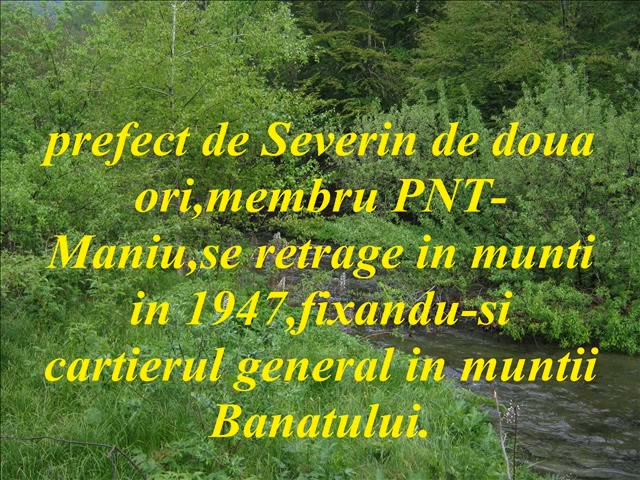 prefect de Severin de doua
ori,membru PNT-
Maniu,se retrage in munti
in 1947,fixandu-si
cartierul general in muntii
Banatului.